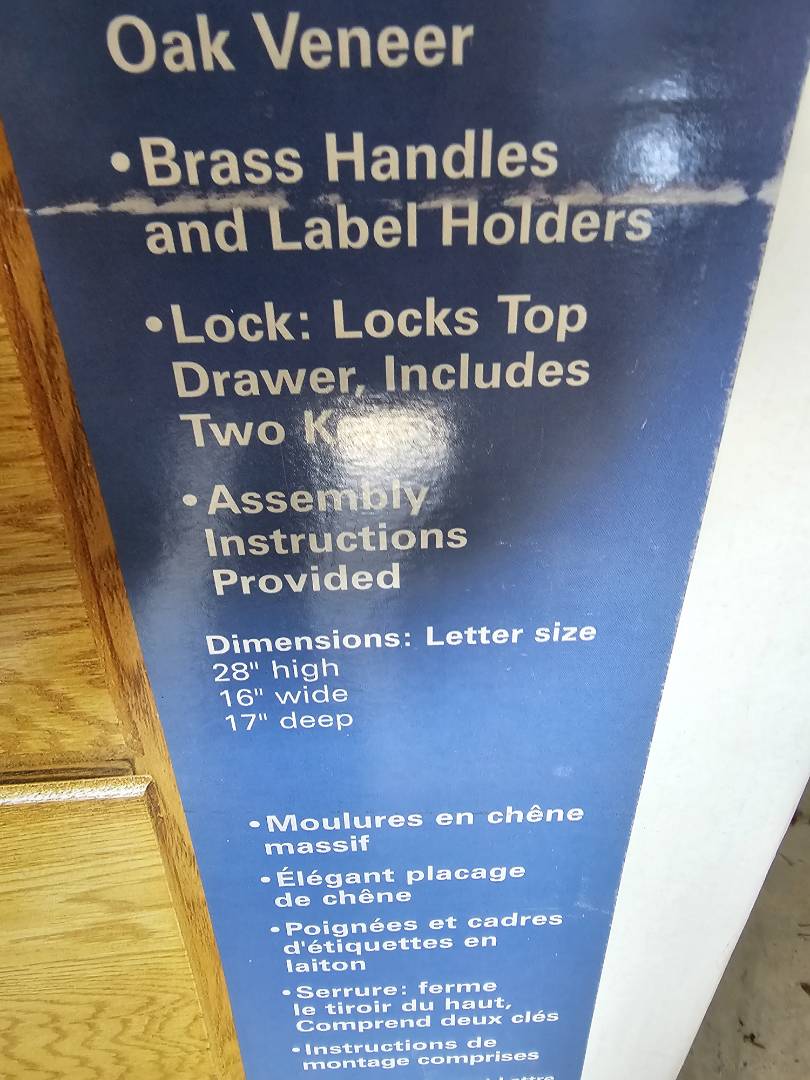 Oak Veneer
•Brass Handles
and Label Holders
•Lock: Locks Top
Drawer, Includes
Two
•Assembly
Instructions
Provided
Dimensions: Letter size
28" high
16" wide
17" deep
•Moulures en chêne
massif
•Élégant placage
de chêne
•Poignées et cadres
d'étiquettes en
laiton
•Serrure: ferme
le tiroir du haut,
Comprend deux clés
•Instructions de
montage comprises